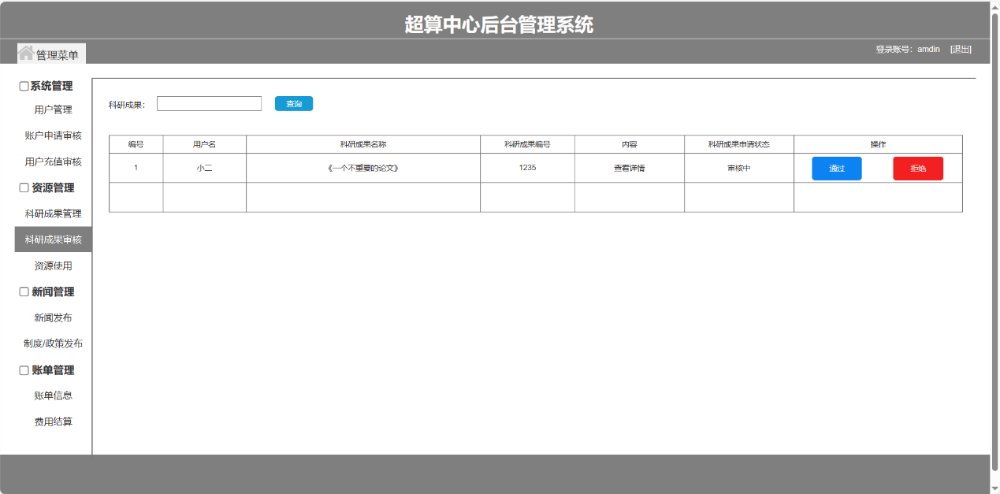 超算中心后台管理系统
管理菜单
登录账号：amdin [退出]
系统管理
用户管理
账户申请审核
用户充值审核
资源管理
科研成果管理
科研成果审核
资源使用
新闻管理
新闻发布
制度/政策发布
账单管理
账单信息
费用结算
科研成果：
查询
编号 用户名 科研成果名称 科研成果编号 内容 科研成果申请状态 操作
1 小二 《一个不重要的论文》 1235 查看详情 审核中 通过 拒绝